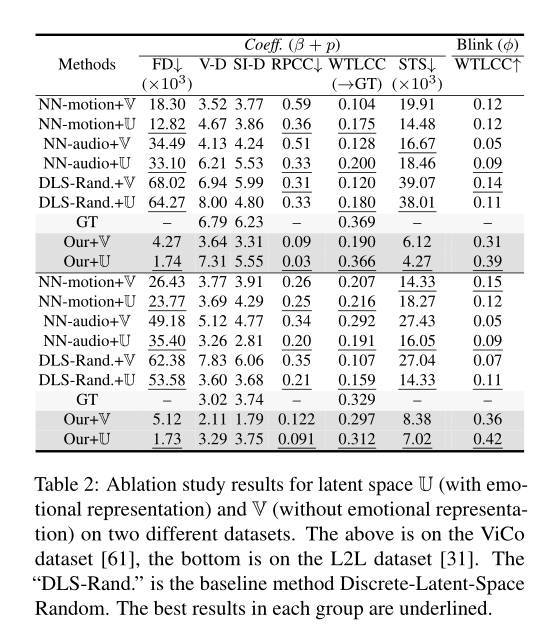 Coeff. (β + p) Blink (ϕ)
Methods FD↓ V-D SI-D RPCC↓ WTLCC STS↓ WTLCC↑
(×10³) (→GT) (×10³)
NN-motion+𝕍 18.30 3.52 3.77 0.59 0.104 19.91 0.12
NN-motion+𝕌 12.82 4.67 3.86 0.36 0.175 14.48 0.12
NN-audio+𝕍 34.49 4.13 4.24 0.51 0.128 16.67 0.05
NN-audio+𝕌 33.10 6.21 5.53 0.33 0.200 18.46 0.09
DLS-Rand.+𝕍 68.02 6.94 5.99 0.31 0.120 39.07 0.14
DLS-Rand.+𝕌 64.27 8.00 4.80 0.33 0.180 38.01 0.11
GT – 6.79 6.23 – 0.369 – –
Our+𝕍 4.27 3.64 3.31 0.09 0.190 6.12 0.31
Our+𝕌 1.74 7.31 5.55 0.03 0.366 4.27 0.39
NN-motion+𝕍 26.43 3.77 3.91 0.26 0.207 14.33 0.15
NN-motion+𝕌 23.77 3.69 4.29 0.25 0.216 18.27 0.12
NN-audio+𝕍 49.18 5.12 4.77 0.34 0.292 27.43 0.05
NN-audio+𝕌 35.40 3.26 2.81 0.20 0.191 16.05 0.09
DLS-Rand.+𝕍 62.38 7.83 6.06 0.35 0.107 27.04 0.07
DLS-Rand.+𝕌 53.58 3.60 3.68 0.21 0.159 14.33 0.11
GT – 3.02 3.74 – 0.329 – –
Our+𝕍 5.12 2.11 1.79 0.122 0.297 8.38 0.36
Our+𝕌 1.73 3.29 3.75 0.091 0.312 7.02 0.42
Table 2: Ablation study results for latent space 𝕌 (with emo-
tional representation) and 𝕍 (without emotional representa-
tion) on two different datasets. The above is on the ViCo
dataset [61], the bottom is on the L2L dataset [31]. The
“DLS-Rand.” is the baseline method Discrete-Latent-Space
Random. The best results in each group are underlined.